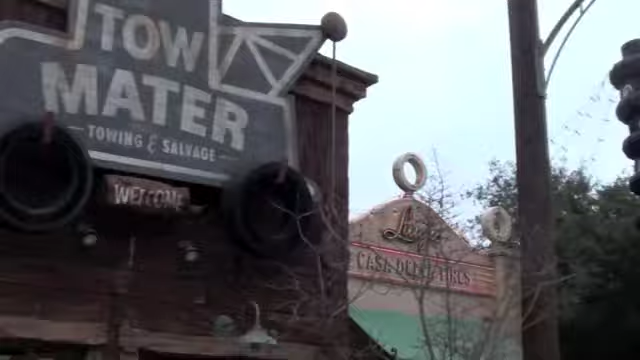 TOW
MATER
TOWING & SALVAGE
WELCOME
Luigi's
CASA DELLA TIRES